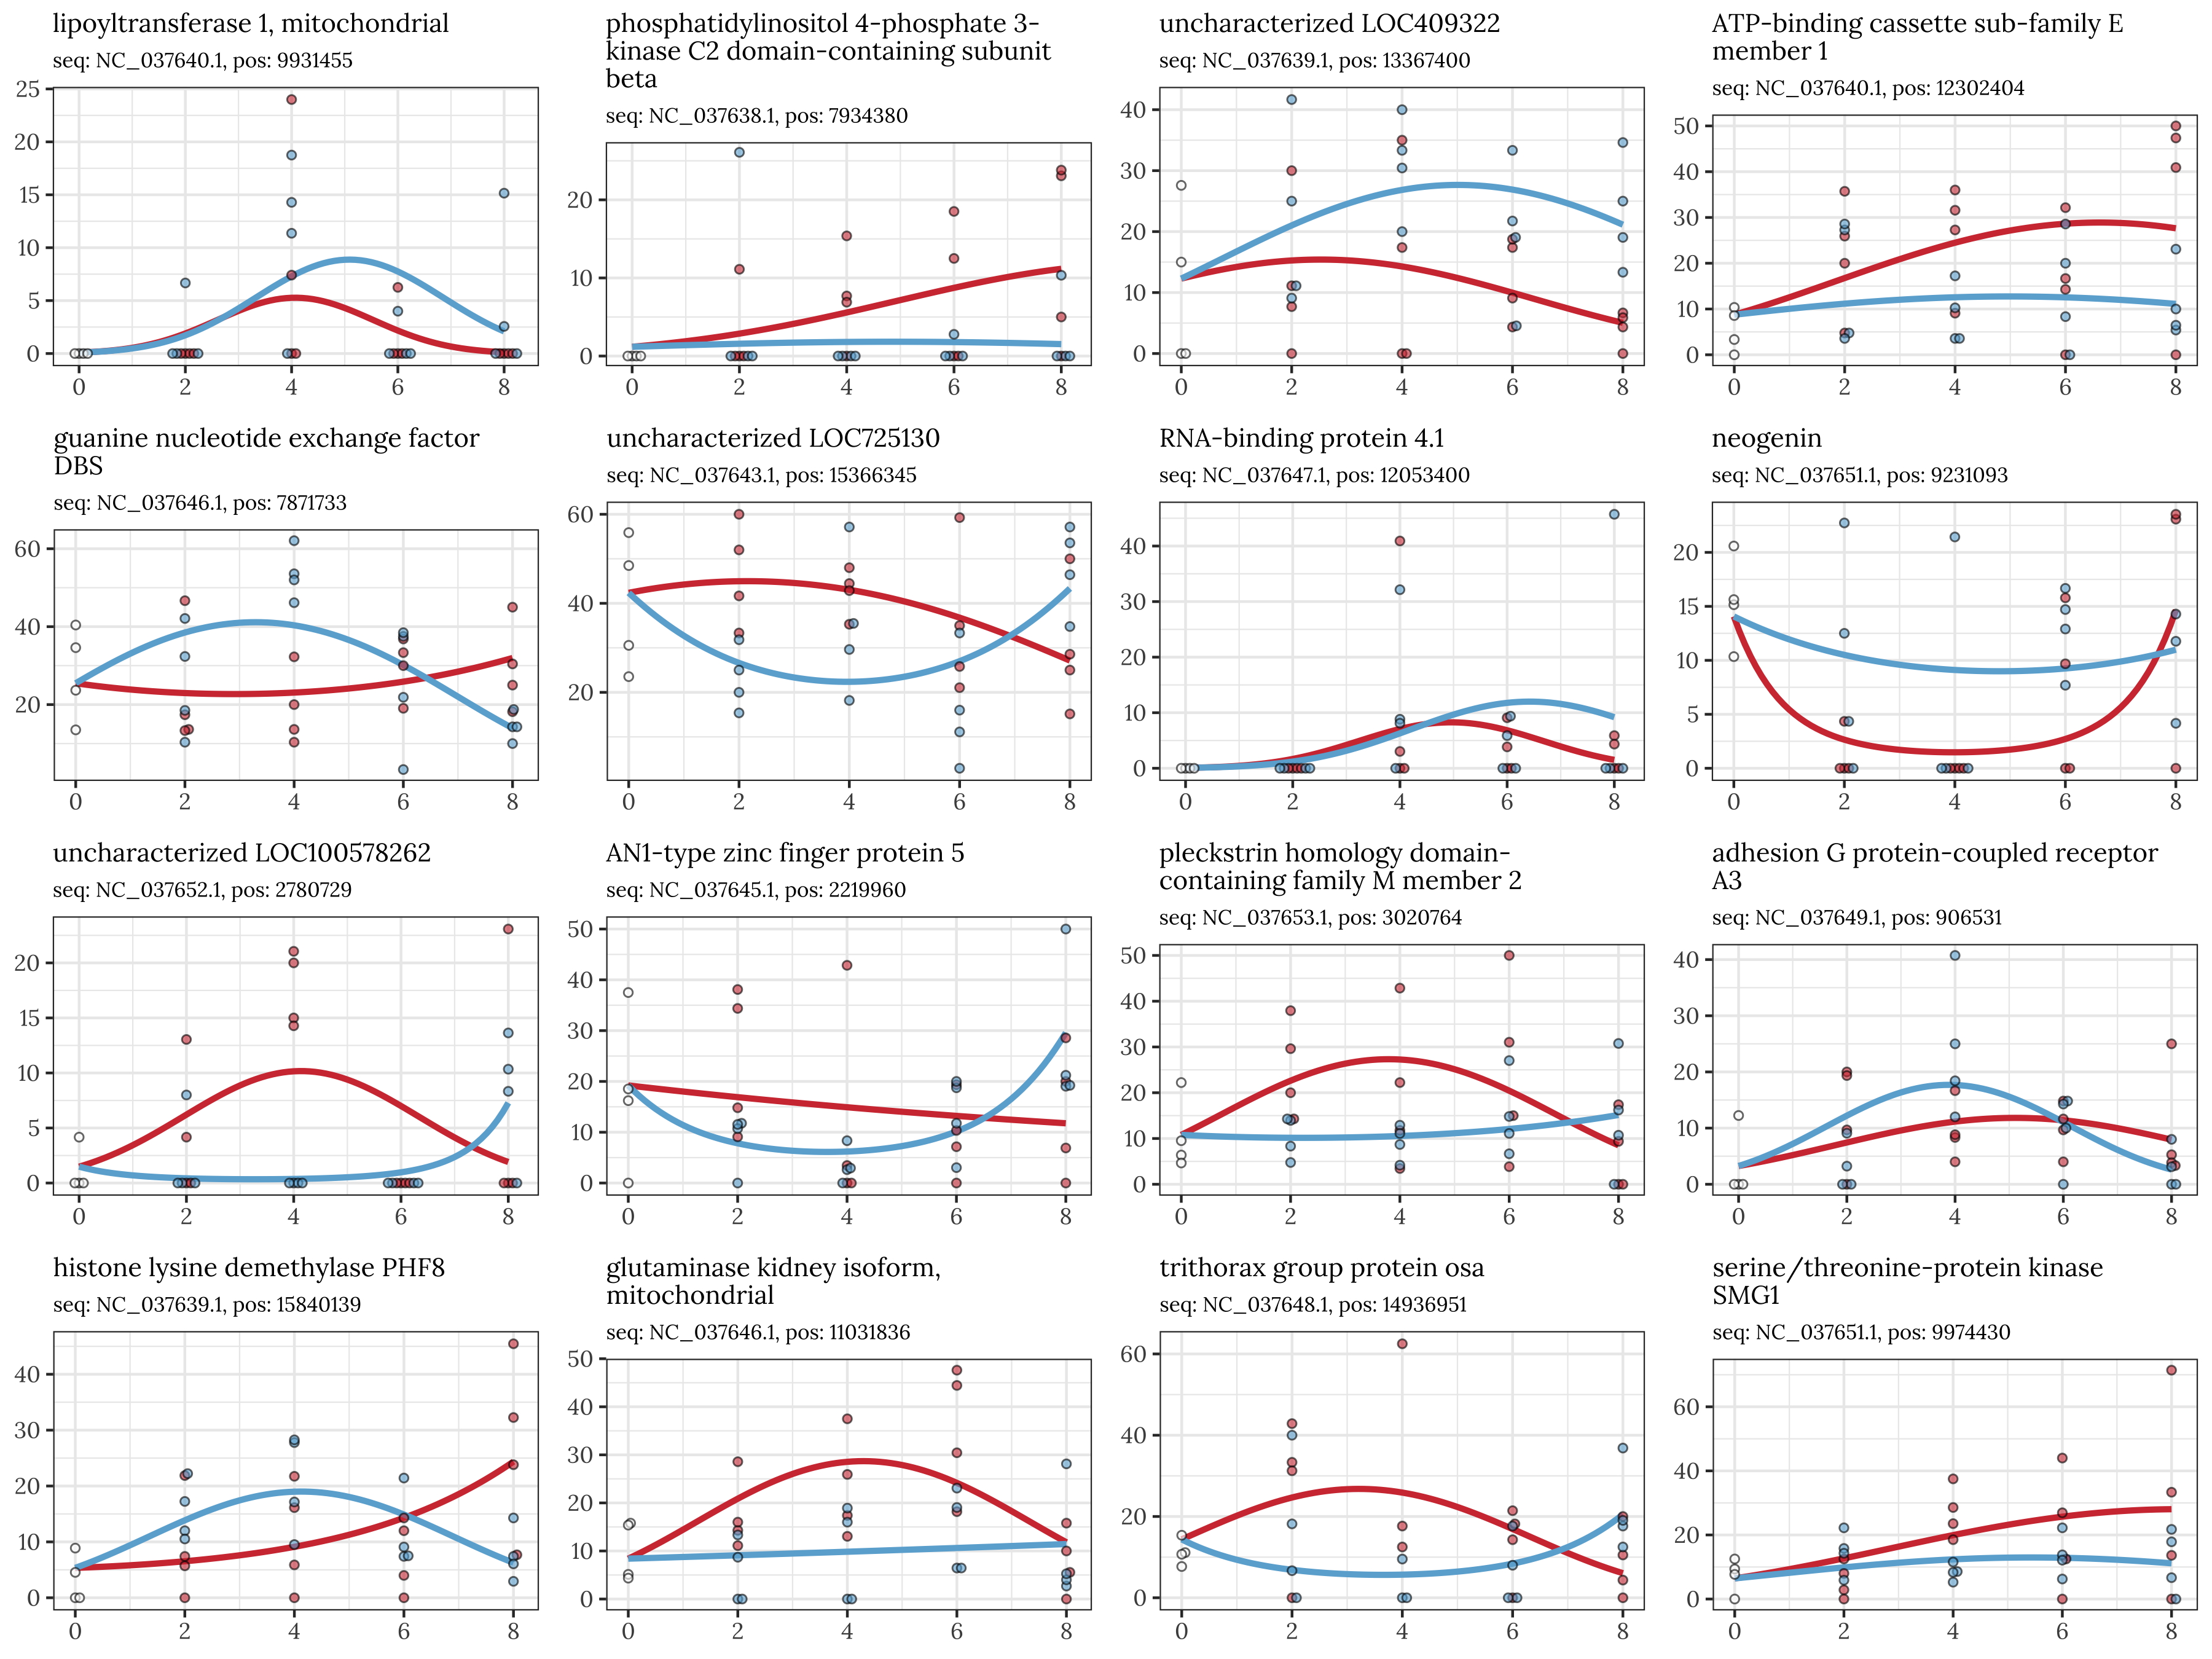 lipoyltransferase 1, mitochondrial
seq: NC_037640.1, pos: 9931455
25
20
15
10
5
0
0 2 4 6 8
phosphatidylinositol 4-phosphate 3-
kinase C2 domain-containing subunit
beta
seq: NC_037638.1, pos: 7934380
20
10
0
0 2 4 6 8
uncharacterized LOC409322
seq: NC_037639.1, pos: 13367400
40
30
20
10
0
0 2 4 6 8
ATP-binding cassette sub-family E
member 1
seq: NC_037640.1, pos: 12302404
50
40
30
20
10
0
0 2 4 6 8
guanine nucleotide exchange factor
DBS
seq: NC_037646.1, pos: 7871733
60
40
20
0 2 4 6 8
uncharacterized LOC725130
seq: NC_037643.1, pos: 15366345
60
40
20
0 2 4 6 8
RNA-binding protein 4.1
seq: NC_037647.1, pos: 12053400
40
30
20
10
0
0 2 4 6 8
neogenin
seq: NC_037651.1, pos: 9231093
20
15
10
5
0
0 2 4 6 8
uncharacterized LOC100578262
seq: NC_037652.1, pos: 2780729
20
15
10
5
0
0 2 4 6 8
AN1-type zinc finger protein 5
seq: NC_037645.1, pos: 2219960
50
40
30
20
10
0
0 2 4 6 8
pleckstrin homology domain-
containing family M member 2
seq: NC_037653.1, pos: 3020764
50
40
30
20
10
0
0 2 4 6 8
adhesion G protein-coupled receptor
A3
seq: NC_037649.1, pos: 906531
40
30
20
10
0
0 2 4 6 8
histone lysine demethylase PHF8
seq: NC_037639.1, pos: 15840139
40
30
20
10
0
0 2 4 6 8
glutaminase kidney isoform,
mitochondrial
seq: NC_037646.1, pos: 11031836
50
40
30
20
10
0
0 2 4 6 8
trithorax group protein osa
seq: NC_037648.1, pos: 14936951
60
40
20
0
0 2 4 6 8
serine/threonine-protein kinase
SMG1
seq: NC_037651.1, pos: 9974430
60
40
20
0
0 2 4 6 8